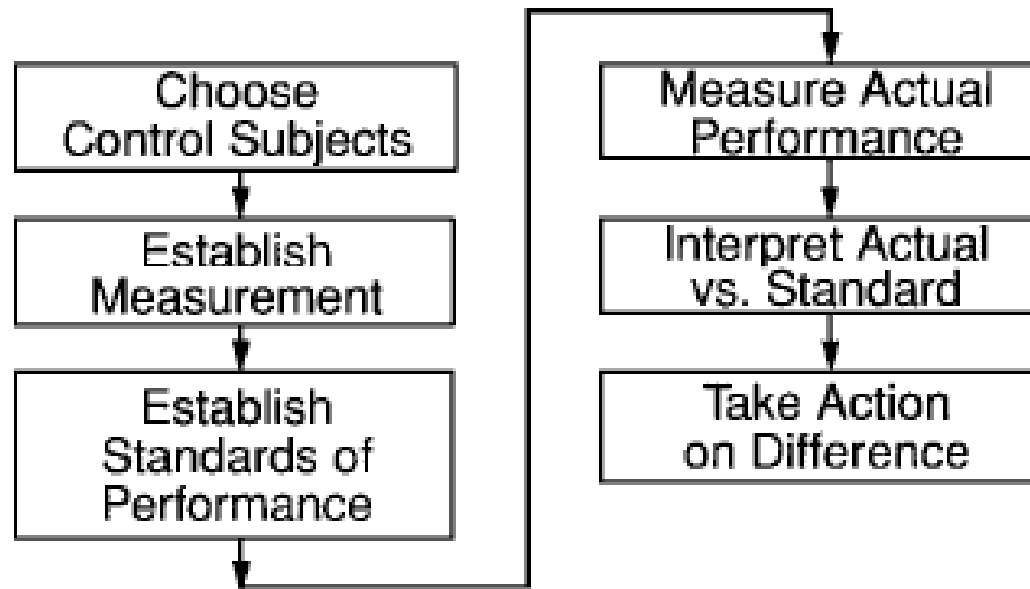 Choose
Control Subjects
Establish
Measurement
Establish
Standards of
Performance
Measure Actual
Performance
Interpret Actual
vs. Standard
Take Action
on Difference